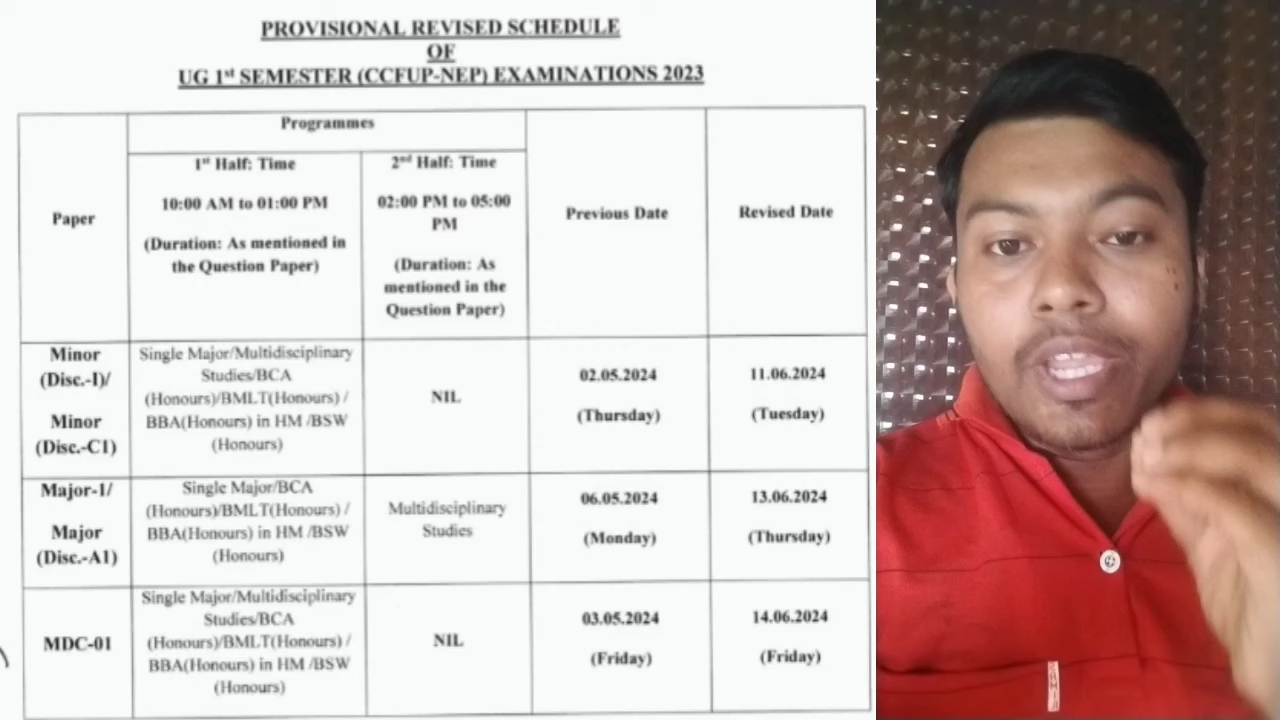 PROVISIONAL REVISED SCHEDULE
OF
UG 1st SEMESTER (CCFUP-NEP) EXAMINATIONS 2023
Paper
Programmes
1st Half: Time
10:00 AM to 01:00 PM
(Duration: As mentioned in
the Question Paper)
2nd Half: Time
02:00 PM to 05:00
PM
(Duration: As
mentioned in the
Question Paper)
Previous Date
Revised Date
Minor
(Disc.-I)/
Minor
(Disc.-C1)
Single Major/Multidisciplinary
Studies/BCA
(Honours)/BMLT(Honours) /
BBA(Honours) in HM /BSW
(Honours)
NIL
02.05.2024
(Thursday)
11.06.2024
(Tuesday)
Major-1/
Major
(Disc.-A1)
Single Major/BCA
(Honours)/BMLT(Honours) /
BBA(Honours) in HM /BSW
(Honours)
Multidisciplinary
Studies
06.05.2024
(Monday)
13.06.2024
(Thursday)
MDC-01
Single Major/Multidisciplinary
Studies/BCA
(Honours)/BMLT(Honours) /
BBA(Honours) in HM /BSW
(Honours)
NIL
03.05.2024
(Friday)
14.06.2024
(Friday)